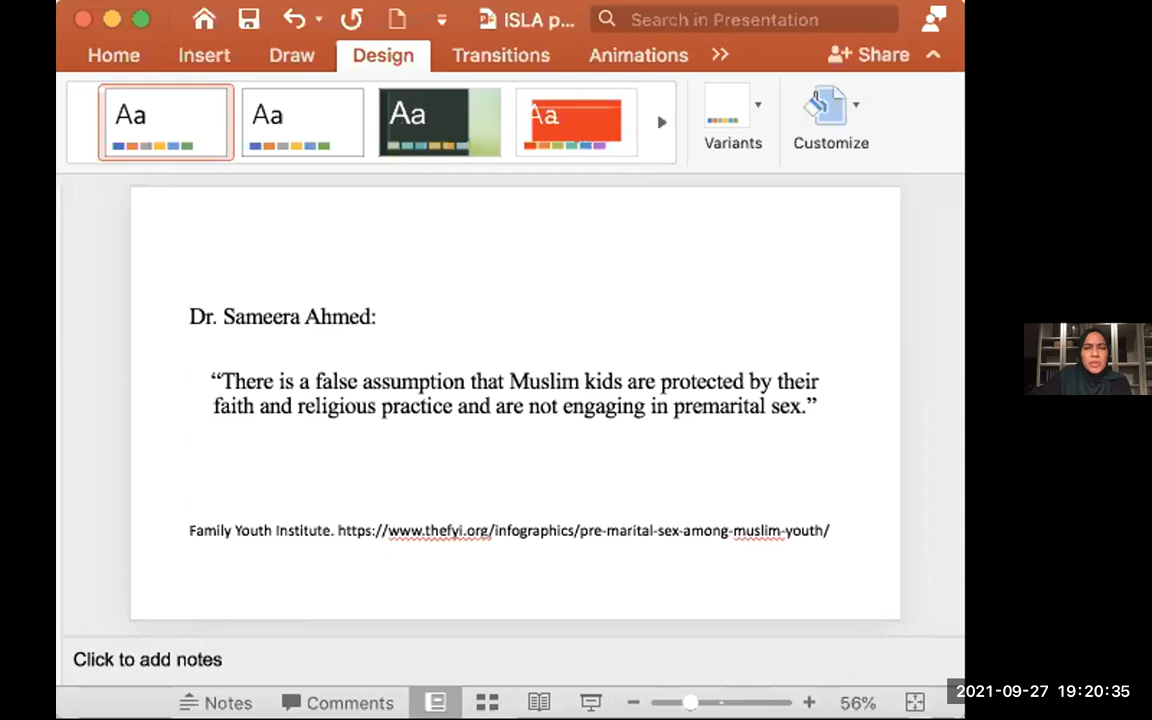 ISLA p...
Search in Presentation
Home Insert Draw Design Transitions Animations >> Share
Aa Aa Aa Aa
Variants Customize
Dr. Sameera Ahmed:
“There is a false assumption that Muslim kids are protected by their
faith and religious practice and are not engaging in premarital sex.”
Family Youth Institute. https://www.thefyi.org/infographics/pre-marital-sex-among-muslim-youth/
Click to add notes
Notes Comments 56%
2021-09-27 19:20:35